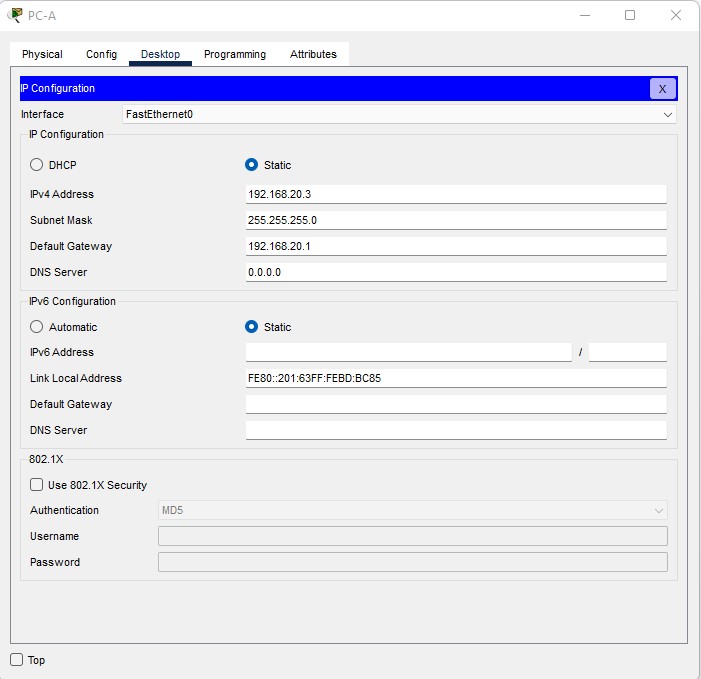 PC-A
Physical Config Desktop Programming Attributes
IP Configuration X
Interface FastEthernet0
IP Configuration
DHCP Static
IPv4 Address 192.168.20.3
Subnet Mask 255.255.255.0
Default Gateway 192.168.20.1
DNS Server 0.0.0.0
IPv6 Configuration
Automatic Static
IPv6 Address /
Link Local Address FE80::201:63FF:FEBD:BC85
Default Gateway
DNS Server
802.1X
Use 802.1X Security
Authentication MD5
Username
Password
Top